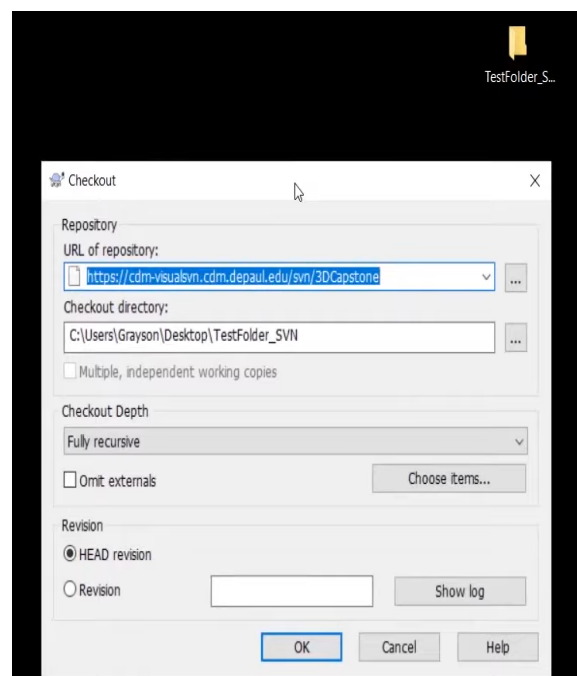 TestFolder_S...
Checkout
X
Repository
URL of repository:
https://cdm-visualsvn.cdm.depaul.edu/svn/3DCapstone
...
Checkout directory:
C:\Users\Grayson\Desktop\TestFolder_SVN
...
Multiple, independent working copies
Checkout Depth
Fully recursive
Omit externals
Choose items...
Revision
HEAD revision
Revision
Show log
OK Cancel Help